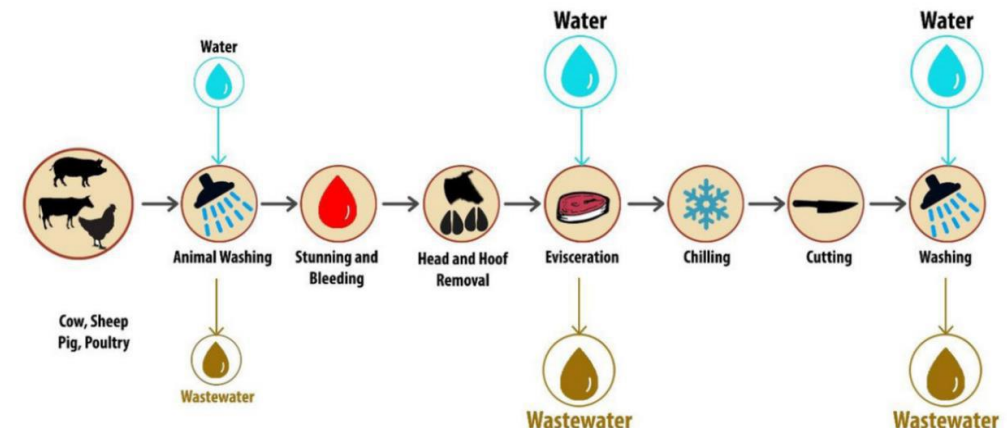 Water
Water
Water
Animal Washing
Stunning and
Bleeding
Head and Hoof
Removal
Evisceration
Chilling
Cutting
Washing
Cow, Sheep
Pig, Poultry
Wastewater
Wastewater
Wastewater